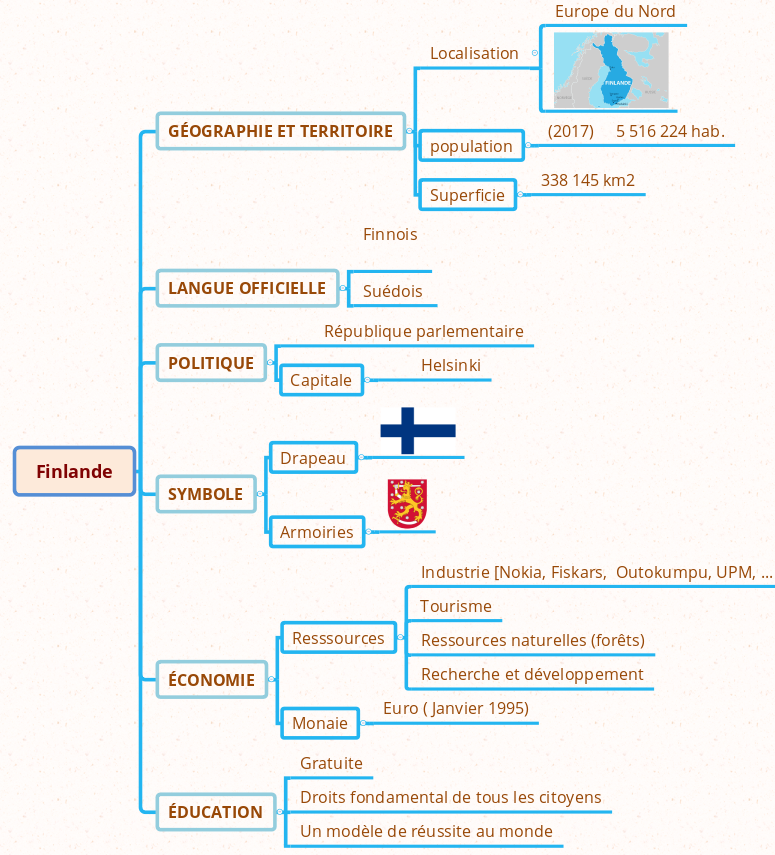 Europe du Nord
Localisation
FINLANDE
GÉOGRAPHIE ET TERRITOIRE
population
(2017) 5 516 224 hab.
Superficie
338 145 km2
Finnois
LANGUE OFFICIELLE
Suédois
République parlementaire
POLITIQUE
Capitale
Helsinki
Drapeau
Finlande
SYMBOLE
Armoiries
Industrie [Nokia, Fiskars, Outokumpu, UPM, ...
Tourisme
Resssources
Ressources naturelles (forêts)
Recherche et développement
ÉCONOMIE
Monaie
Euro ( Janvier 1995)
Gratuite
ÉDUCATION
Droits fondamental de tous les citoyens
Un modèle de réussite au monde